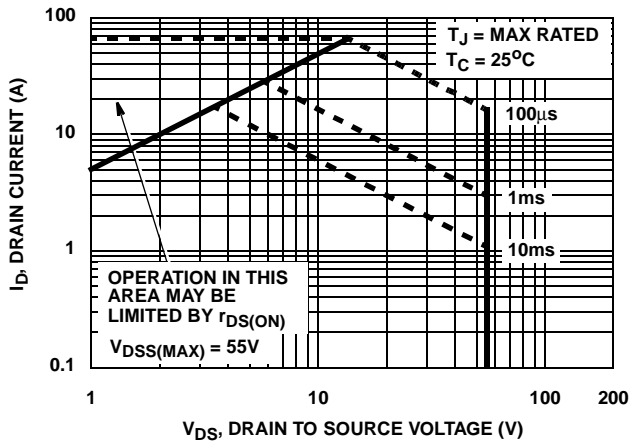 100
10
1
0.1
I_D, DRAIN CURRENT (A)
T_J = MAX RATED
T_C = 25°C
100μs
1ms
10ms
OPERATION IN THIS
AREA MAY BE
LIMITED BY r_DS(ON)
V_DSS(MAX) = 55V
1
10
100
200
V_DS, DRAIN TO SOURCE VOLTAGE (V)